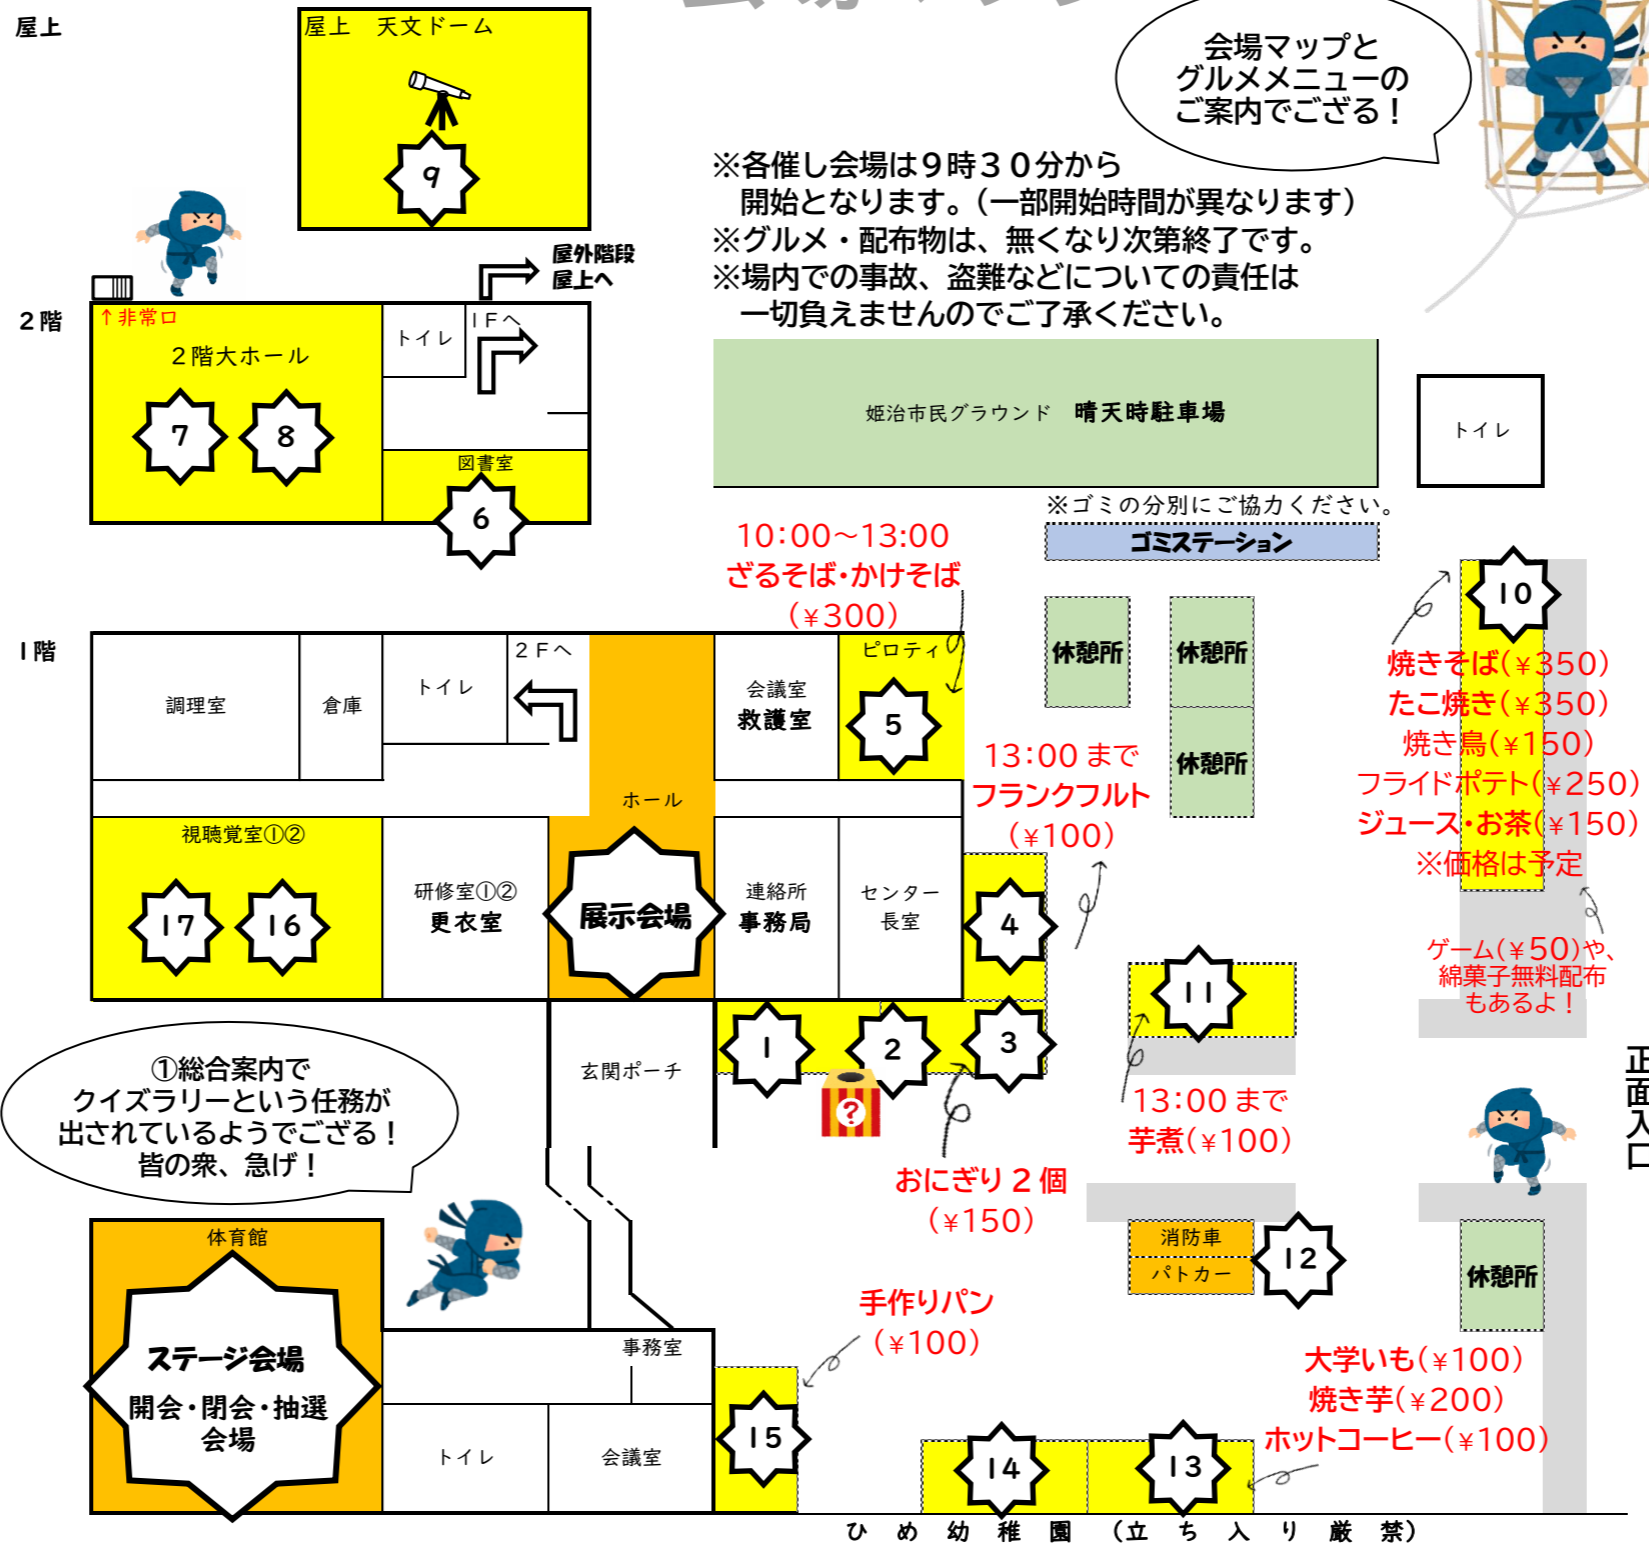 屋上
屋上　天文ドーム
9
会場マップと
グルメメニューの
ご案内でござる！
※各催し会場は９時３０分から
開始となります。（一部開始時間が異なります）
※グルメ・配布物は、無くなり次第終了です。
※場内での事故、盗難などについての責任は
一切負えませんのでご了承ください。
屋外階段
屋上へ
２階
↑非常口
２階大ホール
7
8
トイレ
１Ｆへ
図書室
6
姫治市民グラウンド　晴天時駐車場
トイレ
※ゴミの分別にご協力ください。
ゴミステーション
10：00～13:00
ざるそば・かけそば
（¥300）
１階
調理室
倉庫
トイレ
２Ｆへ
会議室
救護室
ピロティ
5
休憩所
休憩所
休憩所
10
焼きそば（¥350）
たこ焼き（¥350）
焼き鳥（¥150）
フライドポテト（¥250）
ジュース・お茶（¥150）
※価格は予定
13：00 まで
フランクフルト
（¥100）
ホール
視聴覚室①②
17
16
研修室①②
更衣室
展示会場
連絡所
事務局
センター
長室
4
ゲーム（¥50）や、
綿菓子無料配布
もあるよ！
11
13：00 まで
芋煮（¥100）
玄関ポーチ
1
2
3
?
おにぎり 2 個
（¥150）
正面入口
①総合案内で
クイズラリーという任務が
出されているようでござる！
皆の衆、急げ！
消防車
パトカー
12
休憩所
体育館
ステージ会場
開会・閉会・抽選
会場
事務室
トイレ
会議室
15
手作りパン
（¥100）
大学いも（¥100）
焼き芋（¥200）
ホットコーヒー（¥100）
14
13
ひめ幼稚園（立ち入り厳禁）